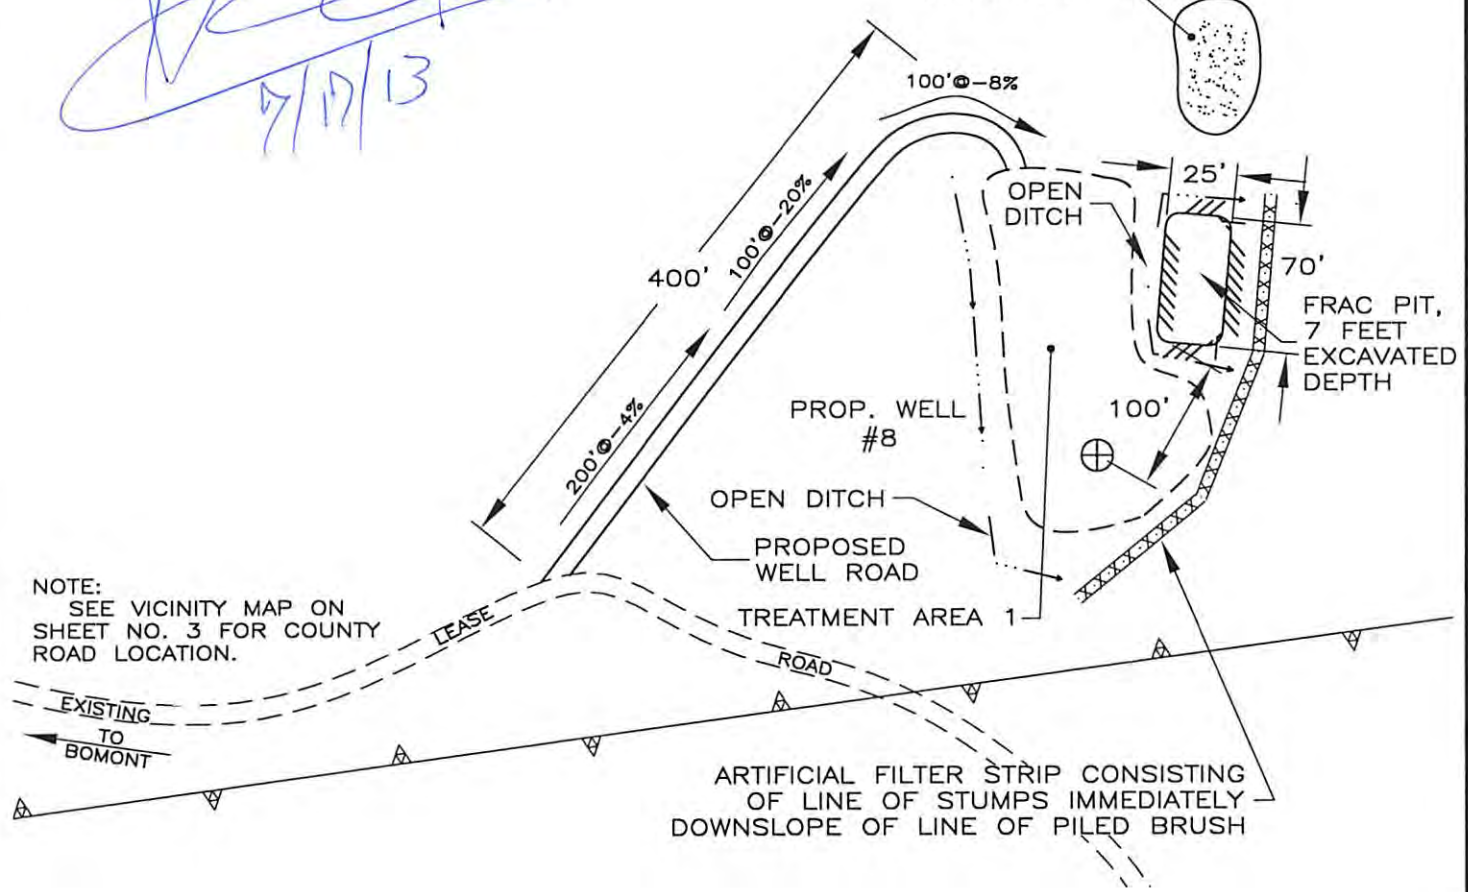 7/17/13
100'@-8%
25'
OPEN
DITCH
100'@-20%
400'
70'
FRAC PIT,
7 FEET
EXCAVATED
DEPTH
200'@-4%
PROP. WELL
#8
100'
OPEN DITCH
PROPOSED
WELL ROAD
TREATMENT AREA 1
NOTE:
SEE VICINITY MAP ON
SHEET NO. 3 FOR COUNTY
ROAD LOCATION.
LEASE
ROAD
EXISTING
TO
BOMONT
ARTIFICIAL FILTER STRIP CONSISTING
OF LINE OF STUMPS IMMEDIATELY
DOWNSLOPE OF LINE OF PILED BRUSH